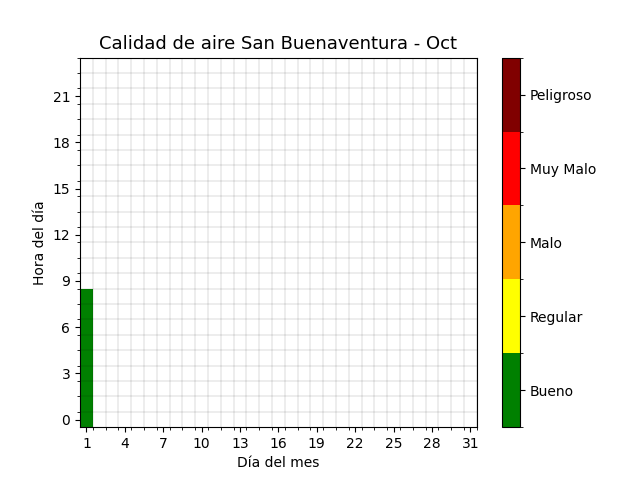 Calidad de aire San Buenaventura - Oct
Hora del día
21
18
15
12
9
6
3
0
1 4 7 10 13 16 19 22 25 28 31
Día del mes
Peligroso
Muy Malo
Malo
Regular
Bueno